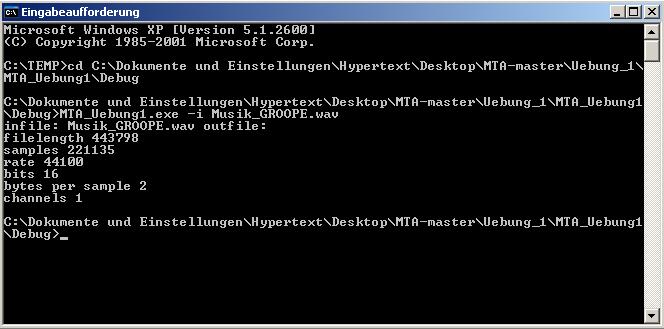 Eingabeaufforderung
Microsoft Windows XP [Version 5.1.2600]
(C) Copyright 1985-2001 Microsoft Corp.
C:\TEMP>cd C:\Dokumente und Einstellungen\Hypertext\Desktop\MTA-master\Uebung_1\
MTA_Uebung1\Debug
C:\Dokumente und Einstellungen\Hypertext\Desktop\MTA-master\Uebung_1\MTA_Uebung1
\Debug>MTA_Uebung1.exe -i Musik_GROOPE.wav
infile: Musik_GROOPE.wav outfile:
filelength 443798
samples 221135
rate 44100
bits 16
bytes per sample 2
channels 1
C:\Dokumente und Einstellungen\Hypertext\Desktop\MTA-master\Uebung_1\MTA_Uebung1
\Debug>_